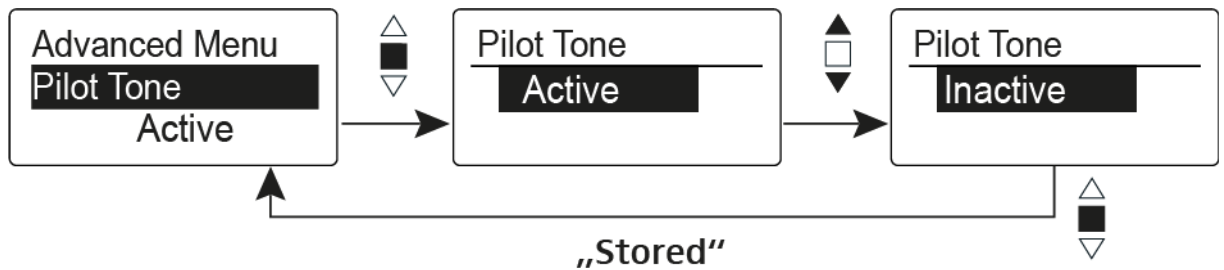 Advanced Menu
Pilot Tone
Active
Pilot Tone
Active
Pilot Tone
Inactive
„Stored“